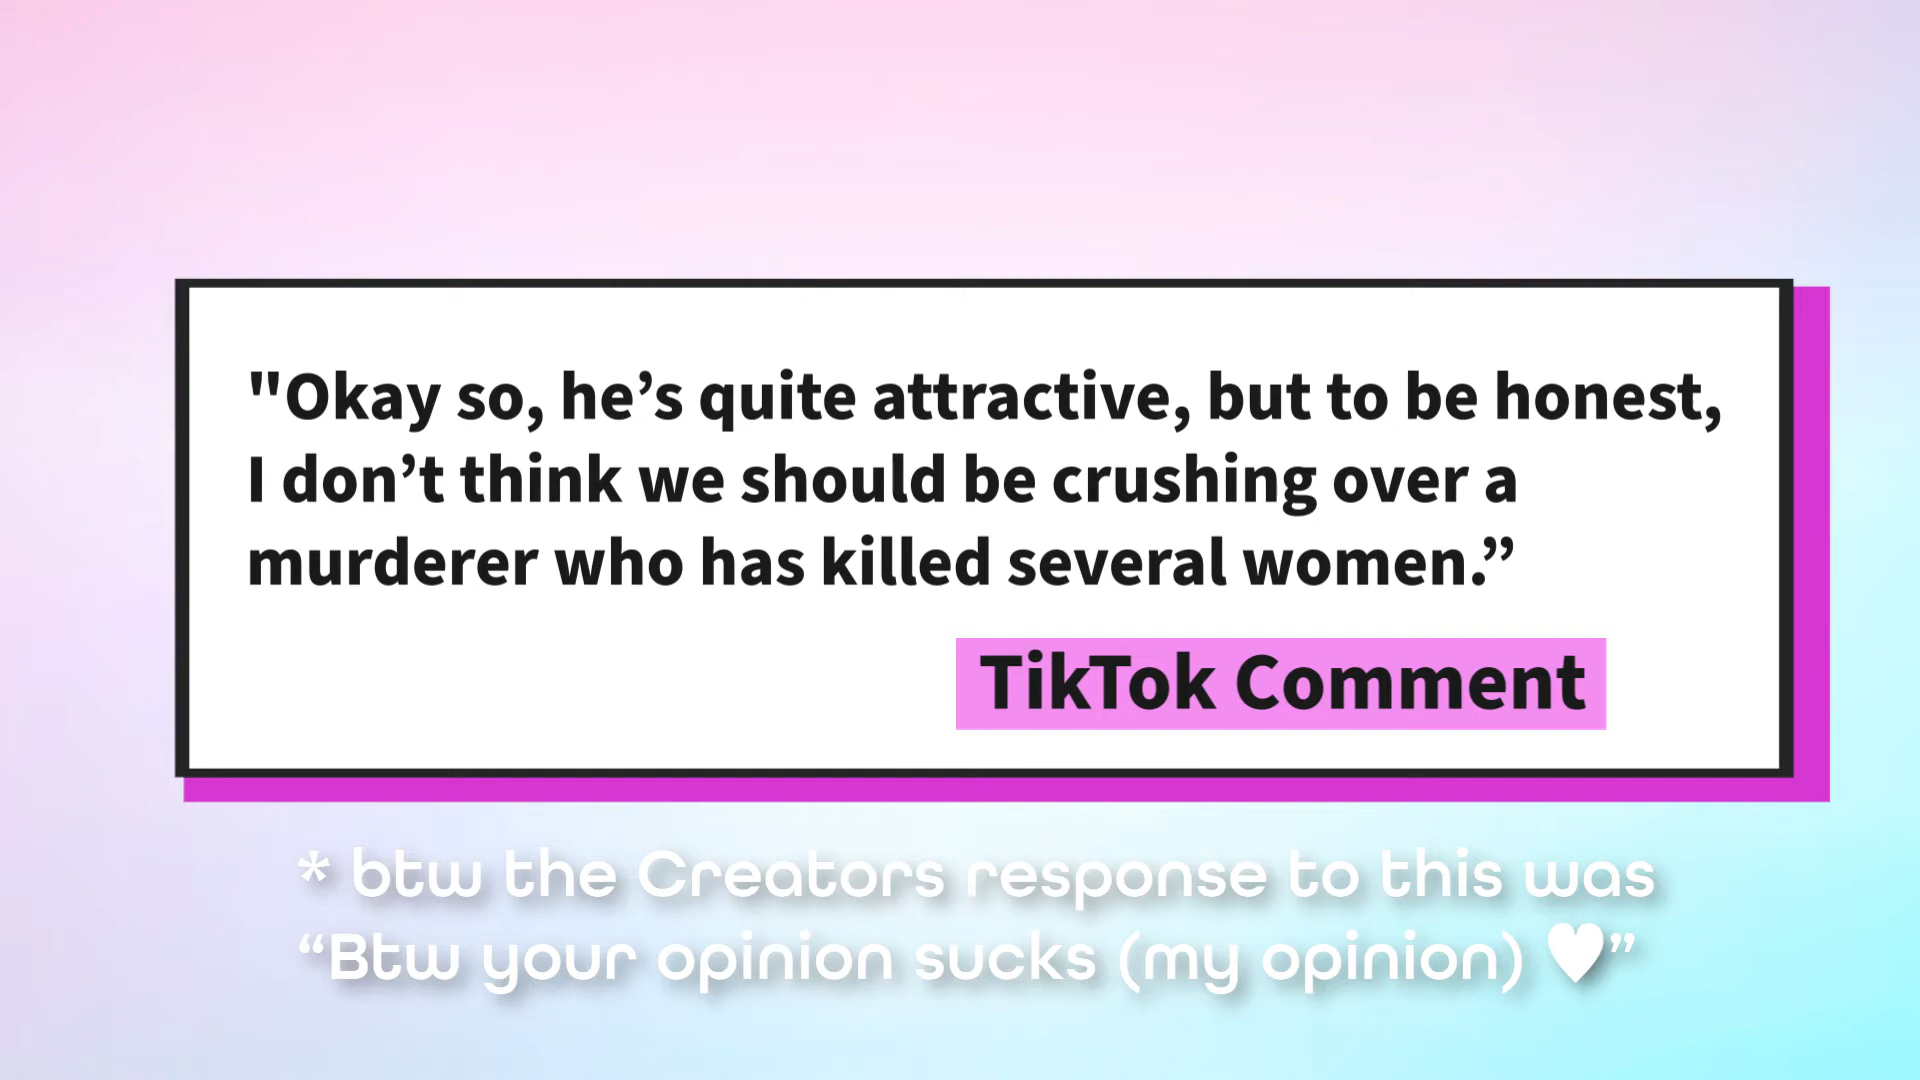 "Okay so, he’s quite attractive, but to be honest,
I don’t think we should be crushing over a
murderer who has killed several women.”
TikTok Comment
* btw the Creators response to this was
“Btw your opinion sucks (my opinion) ♥”